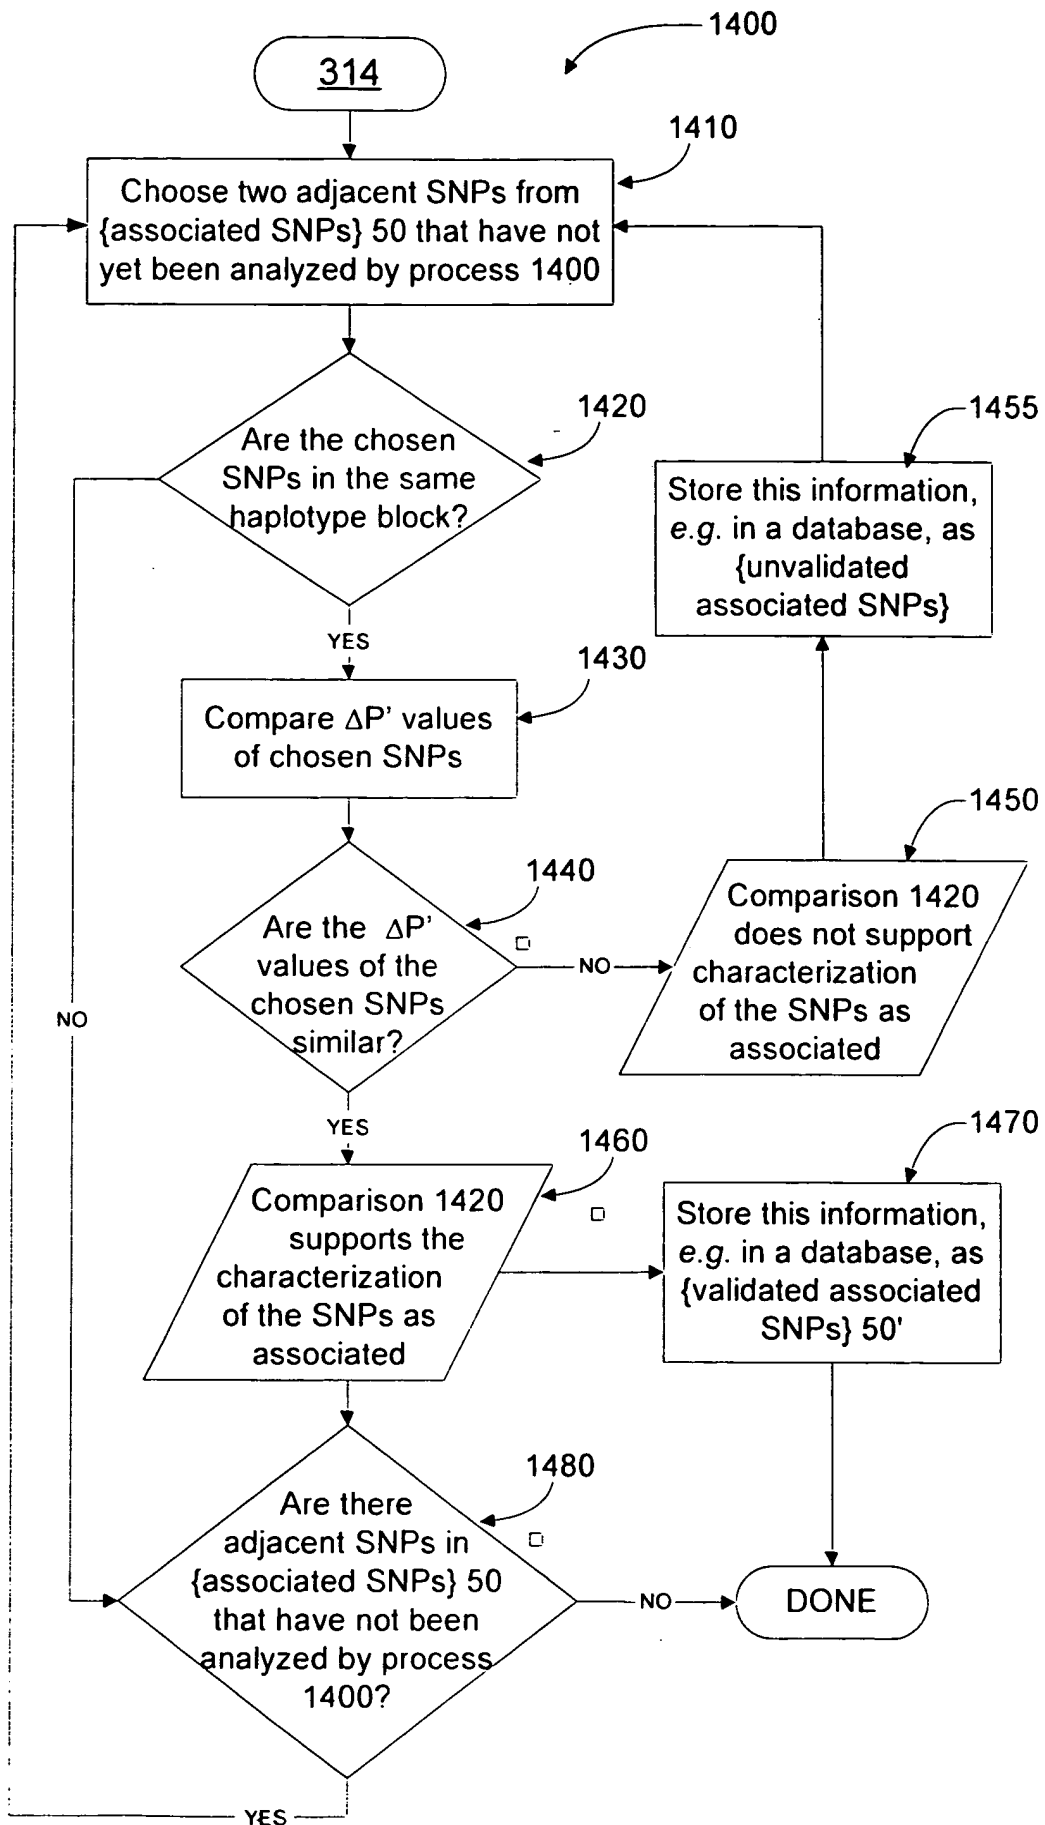 1400
314
1410
Choose two adjacent SNPs from
{associated SNPs} 50 that have not
yet been analyzed by process 1400
1420
Are the chosen
SNPs in the same
haplotype block?
1455
Store this information,
e.g. in a database, as
{unvalidated
associated SNPs}
YES
1430
Compare ΔP' values
of chosen SNPs
1450
Comparison 1420
does not support
characterization
of the SNPs as
associated
1440
Are the ΔP'
values of the
chosen SNPs
similar?
NO
NO
YES
1460
Comparison 1420
supports the
characterization
of the SNPs as
associated
1470
Store this information,
e.g. in a database, as
{validated associated
SNPs} 50'
1480
Are there
adjacent SNPs in
{associated SNPs} 50
that have not been
analyzed by process
1400?
NO
DONE
YES